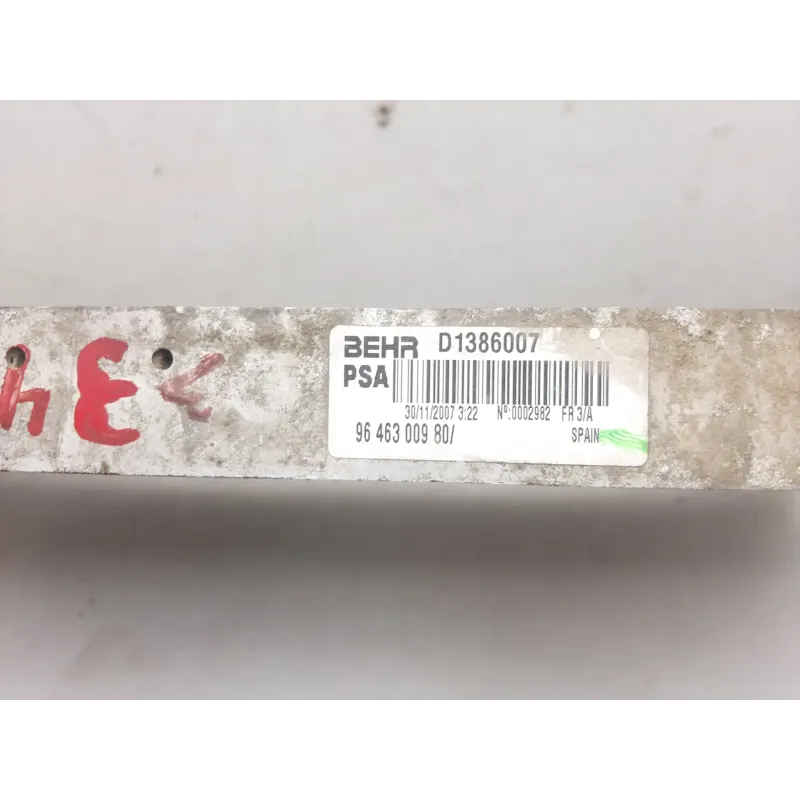 BEHR D1386007
PSA
30/11/2007 3:22 Nº:0002982 FR 3/A
96 463 009 80/ SPAIN